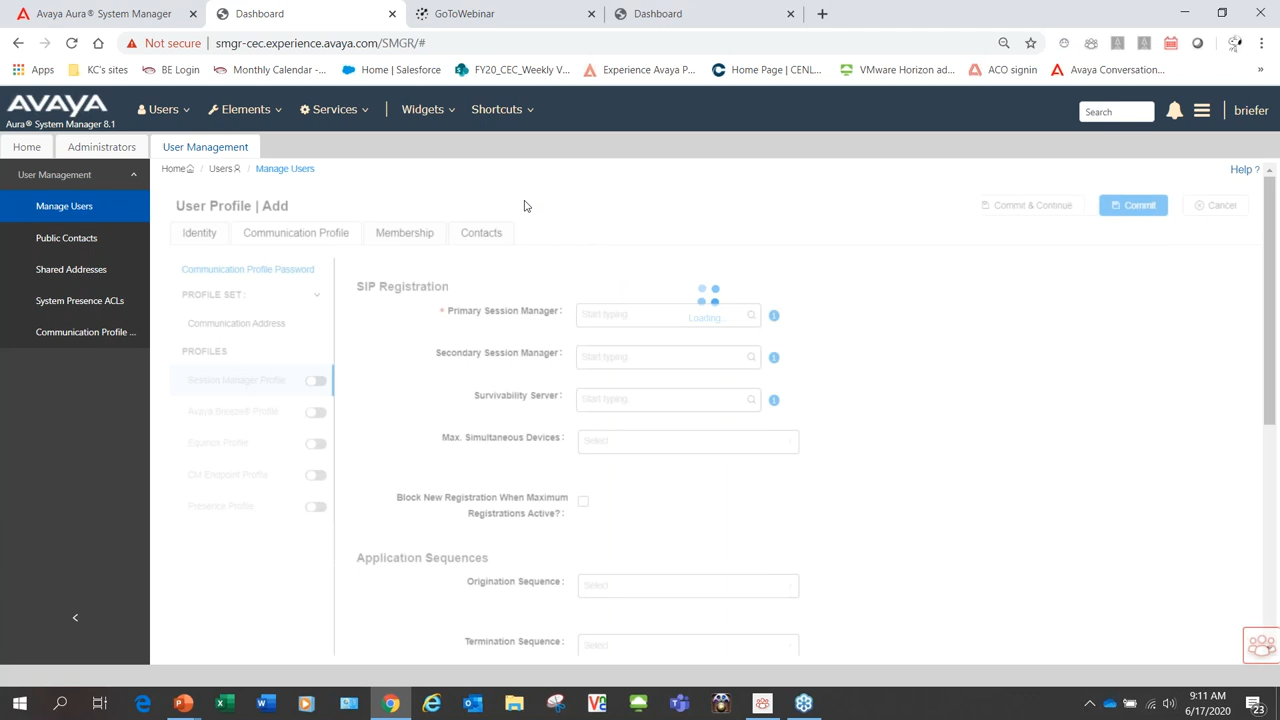 Avaya Aura® System Manager
Dashboard
GoToWebinar
Dashboard
Not secure
smgr-cec.experience.avaya.com/SMGR/#
Apps
KC's sites
BE Login
Monthly Calendar -...
Home | Salesforce
FY20_CEC_Weekly V...
Experience Avaya P...
Home Page | CENL...
VMware Horizon ad...
ACO signin
Avaya Conversation...
»
AVAYA
Aura® System Manager 8.1
Users
Elements
Services
Widgets
Shortcuts
Search
briefer
Home
Administrators
User Management
User Management
Manage Users
Public Contacts
Shared Addresses
System Presence ACLs
Communication Profile ...
Home / Users / Manage Users
Help ?
User Profile | Add
Commit & Continue
Commit
Cancel
Identity
Communication Profile
Membership
Contacts
Communication Profile Password
PROFILE SET :
Communication Address
PROFILES
Session Manager Profile
Avaya Breeze® Profile
Equinox Profile
CM Endpoint Profile
Presence Profile
SIP Registration
* Primary Session Manager :
Start typing.
Loading...
Secondary Session Manager :
Start typing.
Survivability Server :
Start typing.
Max. Simultaneous Devices :
Select
Block New Registration When Maximum
Registrations Active? :
Application Sequences
Origination Sequence :
Select
Termination Sequence :
Select
9:11 AM
6/17/2020
23